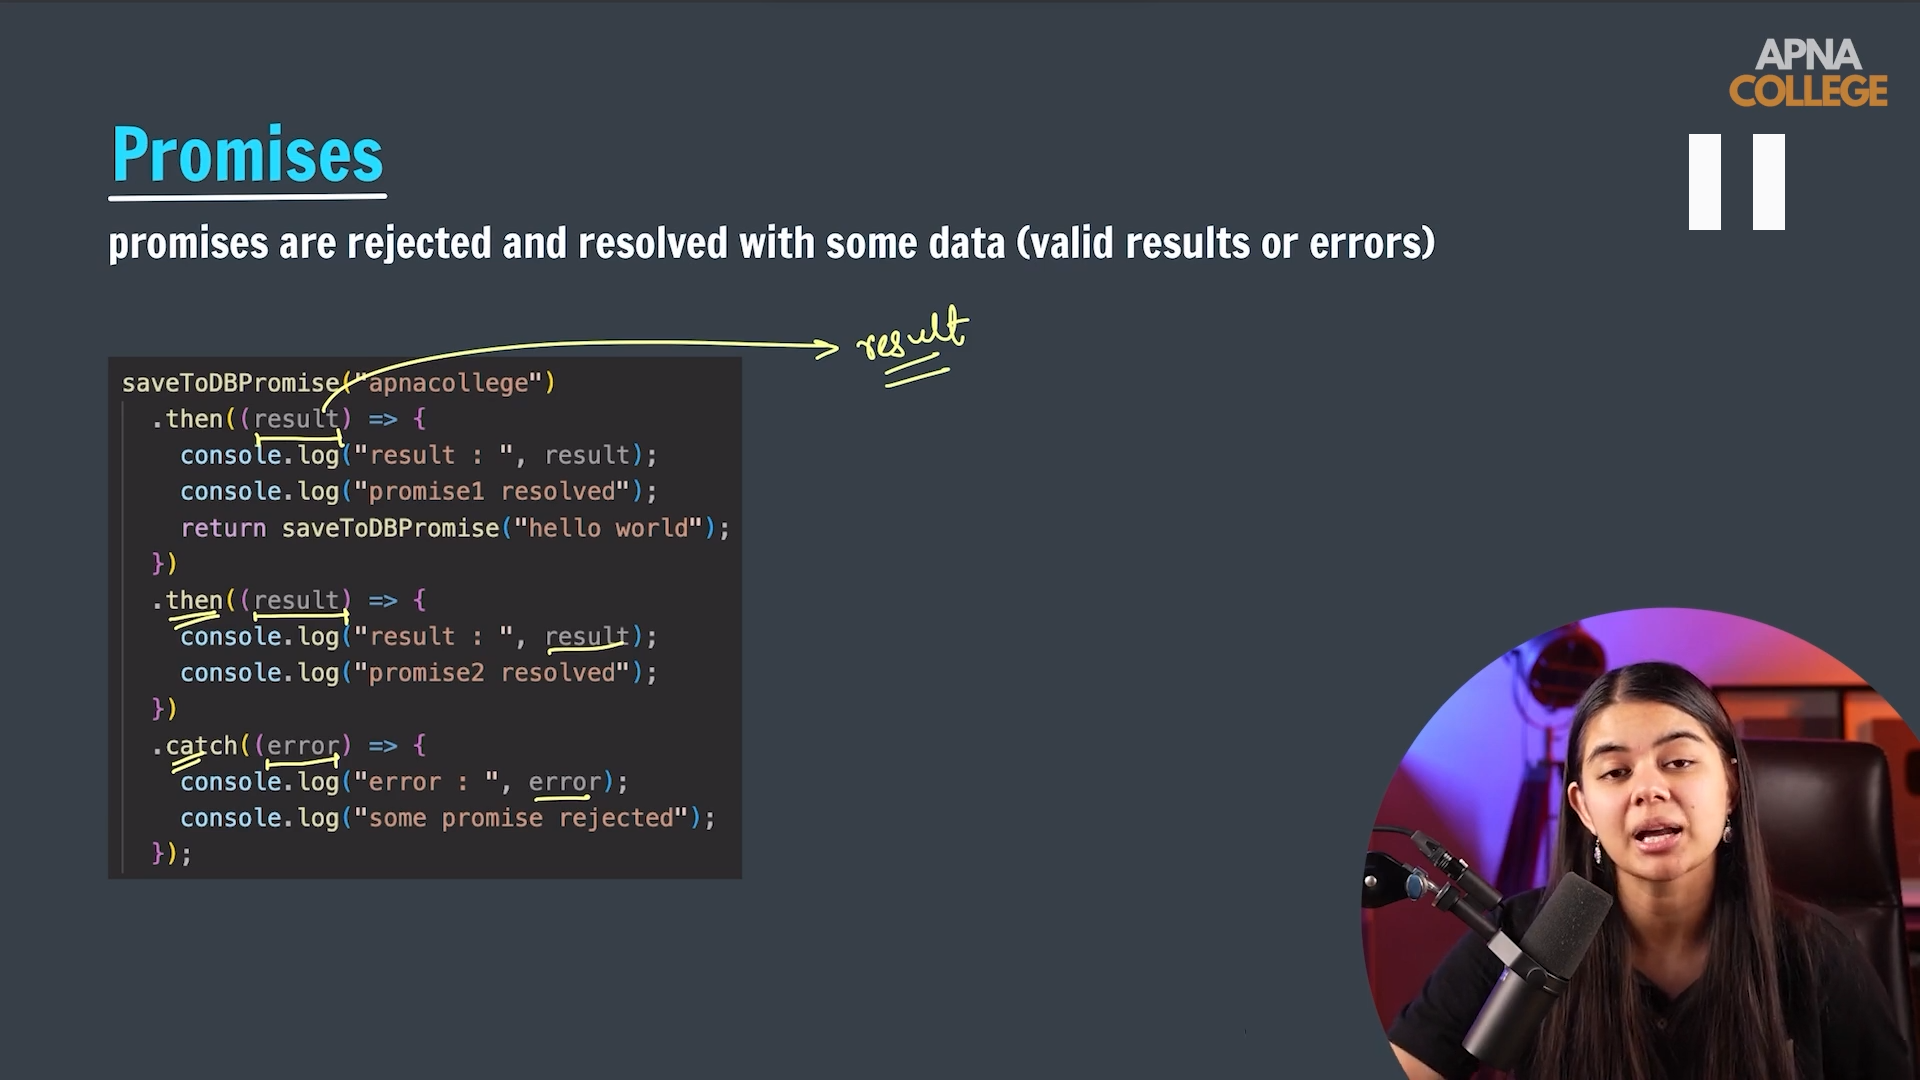 APNA
COLLEGE
Promises
promises are rejected and resolved with some data (valid results or errors)
result
saveToDBPromise("apnacollege")
.then((result) => {
console.log("result : ", result);
console.log("promise1 resolved");
return saveToDBPromise("hello world");
})
.then((result) => {
console.log("result : ", result);
console.log("promise2 resolved");
})
.catch((error) => {
console.log("error : ", error);
console.log("some promise rejected");
});